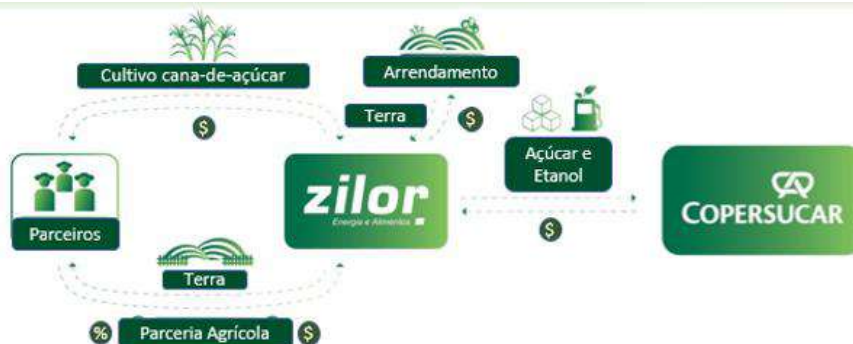 Cultivo cana-de-açúcar
Arrendamento
$
Terra
$
Açúcar e
Etanol
zilor
Energia e Alimentos
COPERSUCAR
Parceiros
$
Terra
%
Parceria Agrícola
$